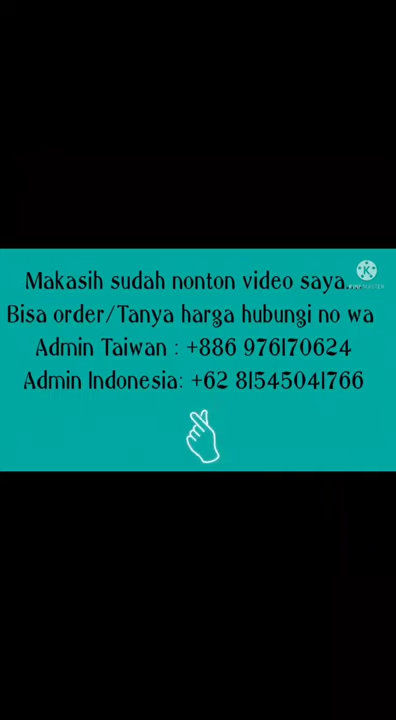 Makasih sudah nonton video saya...
Bisa order/Tanya harga hubungi no wa
Admin Taiwan : +886 976170624
Admin Indonesia: +62 81545041766